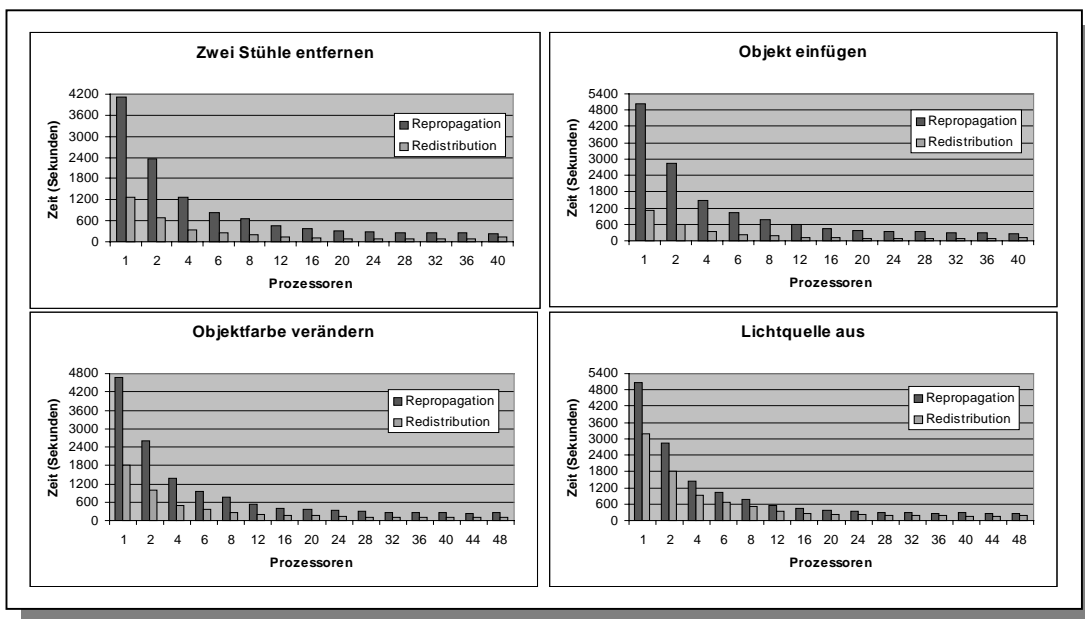 Zwei Stühle entfernen
4200
3600
3000
2400
1800
1200
600
0
Zeit (Sekunden)
Repropagation
Redistribution
1 2 4 6 8 12 16 20 24 28 32 36 40
Prozessoren
Objekt einfügen
5400
4800
4200
3600
3000
2400
1800
1200
600
0
Zeit (Sekunden)
Repropagation
Redistribution
1 2 4 6 8 12 16 20 24 28 32 36 40
Prozessoren
Objektfarbe verändern
4800
4200
3600
3000
2400
1800
1200
600
0
Zeit (Sekunden)
Repropagation
Redistribution
1 2 4 6 8 12 16 20 24 28 32 36 40 44 48
Prozessoren
Lichtquelle aus
5400
4800
4200
3600
3000
2400
1800
1200
600
0
Zeit (Sekunden)
Repropagation
Redistribution
1 2 4 6 8 12 16 20 24 28 32 36 40 44 48
Prozessoren